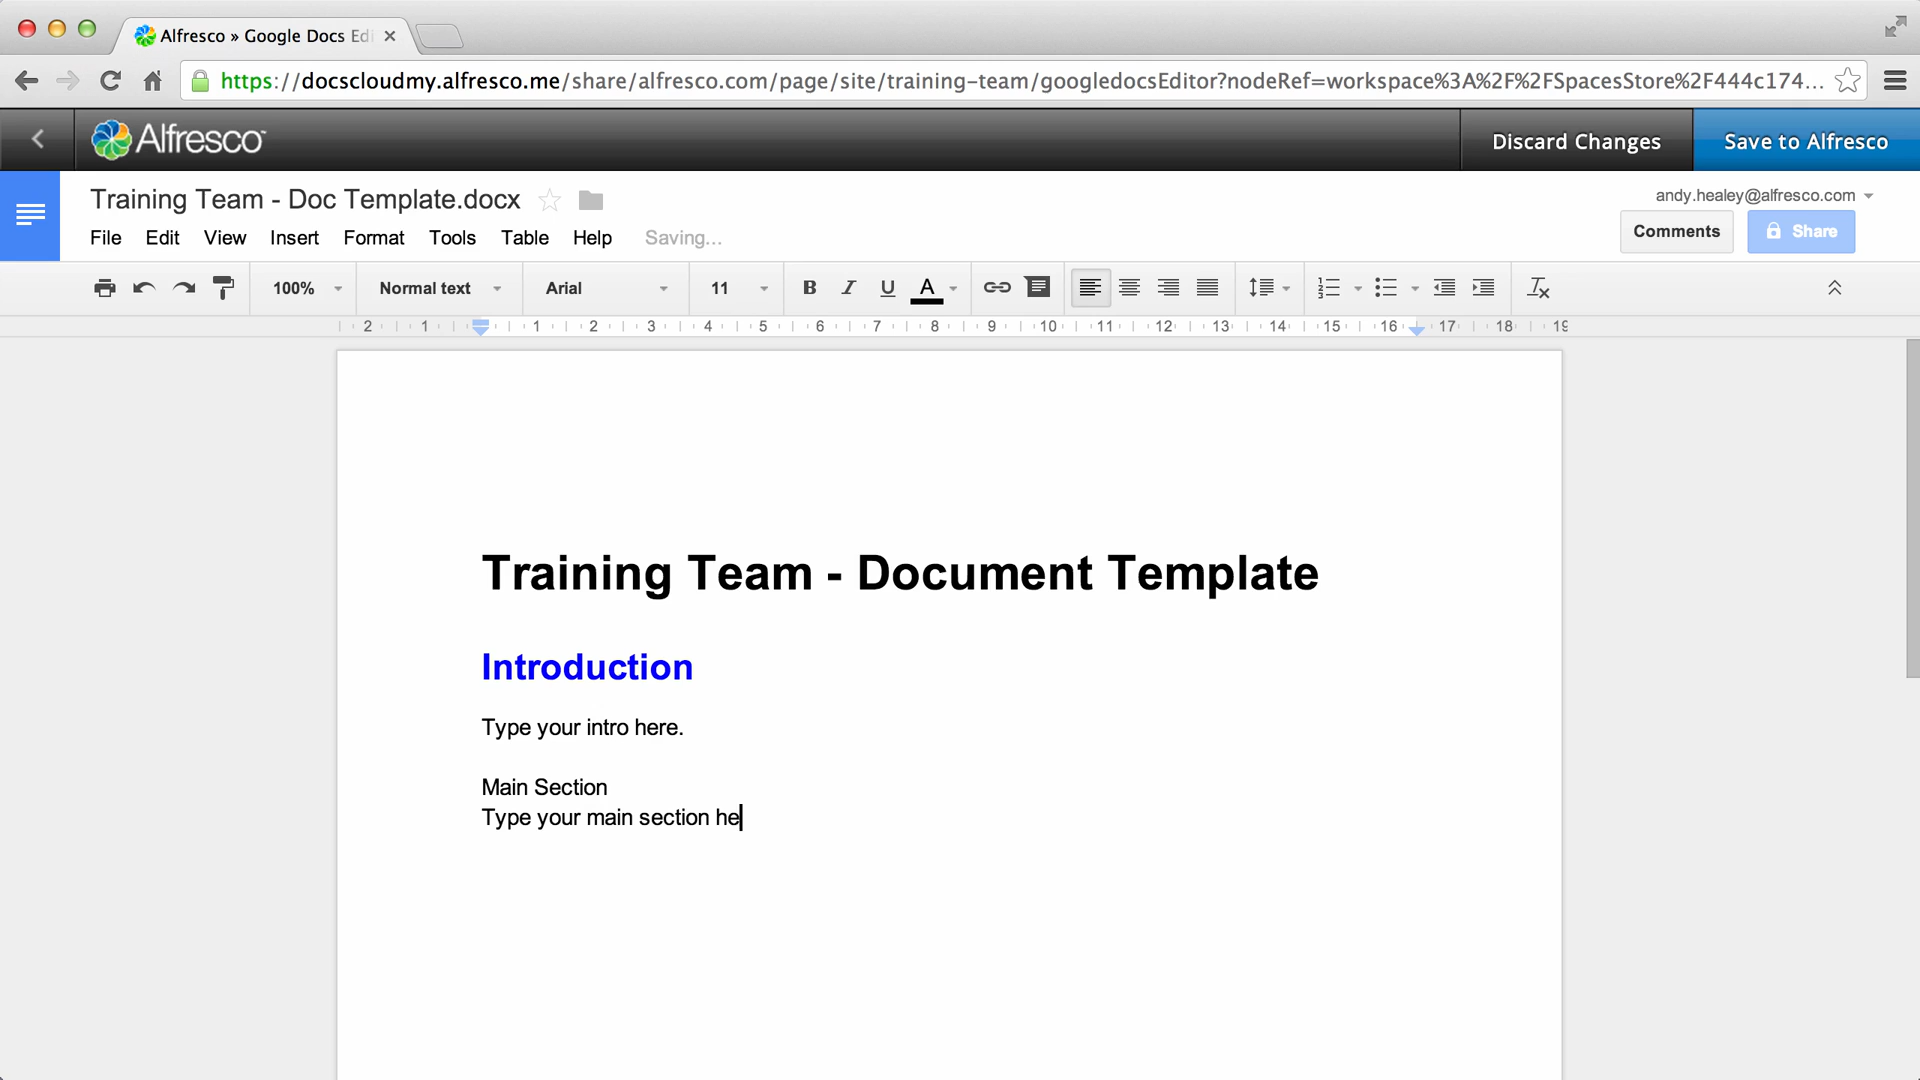 Alfresco » Google Docs Edi
https://docscloudmy.alfresco.me/share/alfresco.com/page/site/training-team/googledocsEditor?nodeRef=workspace%3A%2F%2FSpacesStore%2F444c174...
Alfresco
Discard Changes
Save to Alfresco
Training Team - Doc Template.docx
andy.healey@alfresco.com
File Edit View Insert Format Tools Table Help Saving...
Comments
Share
100% Normal text Arial 11 B I U A
2 1 1 2 3 4 5 6 7 8 9 10 11 12 13 14 15 16 17 18 19
Training Team - Document Template
Introduction
Type your intro here.
Main Section
Type your main section he